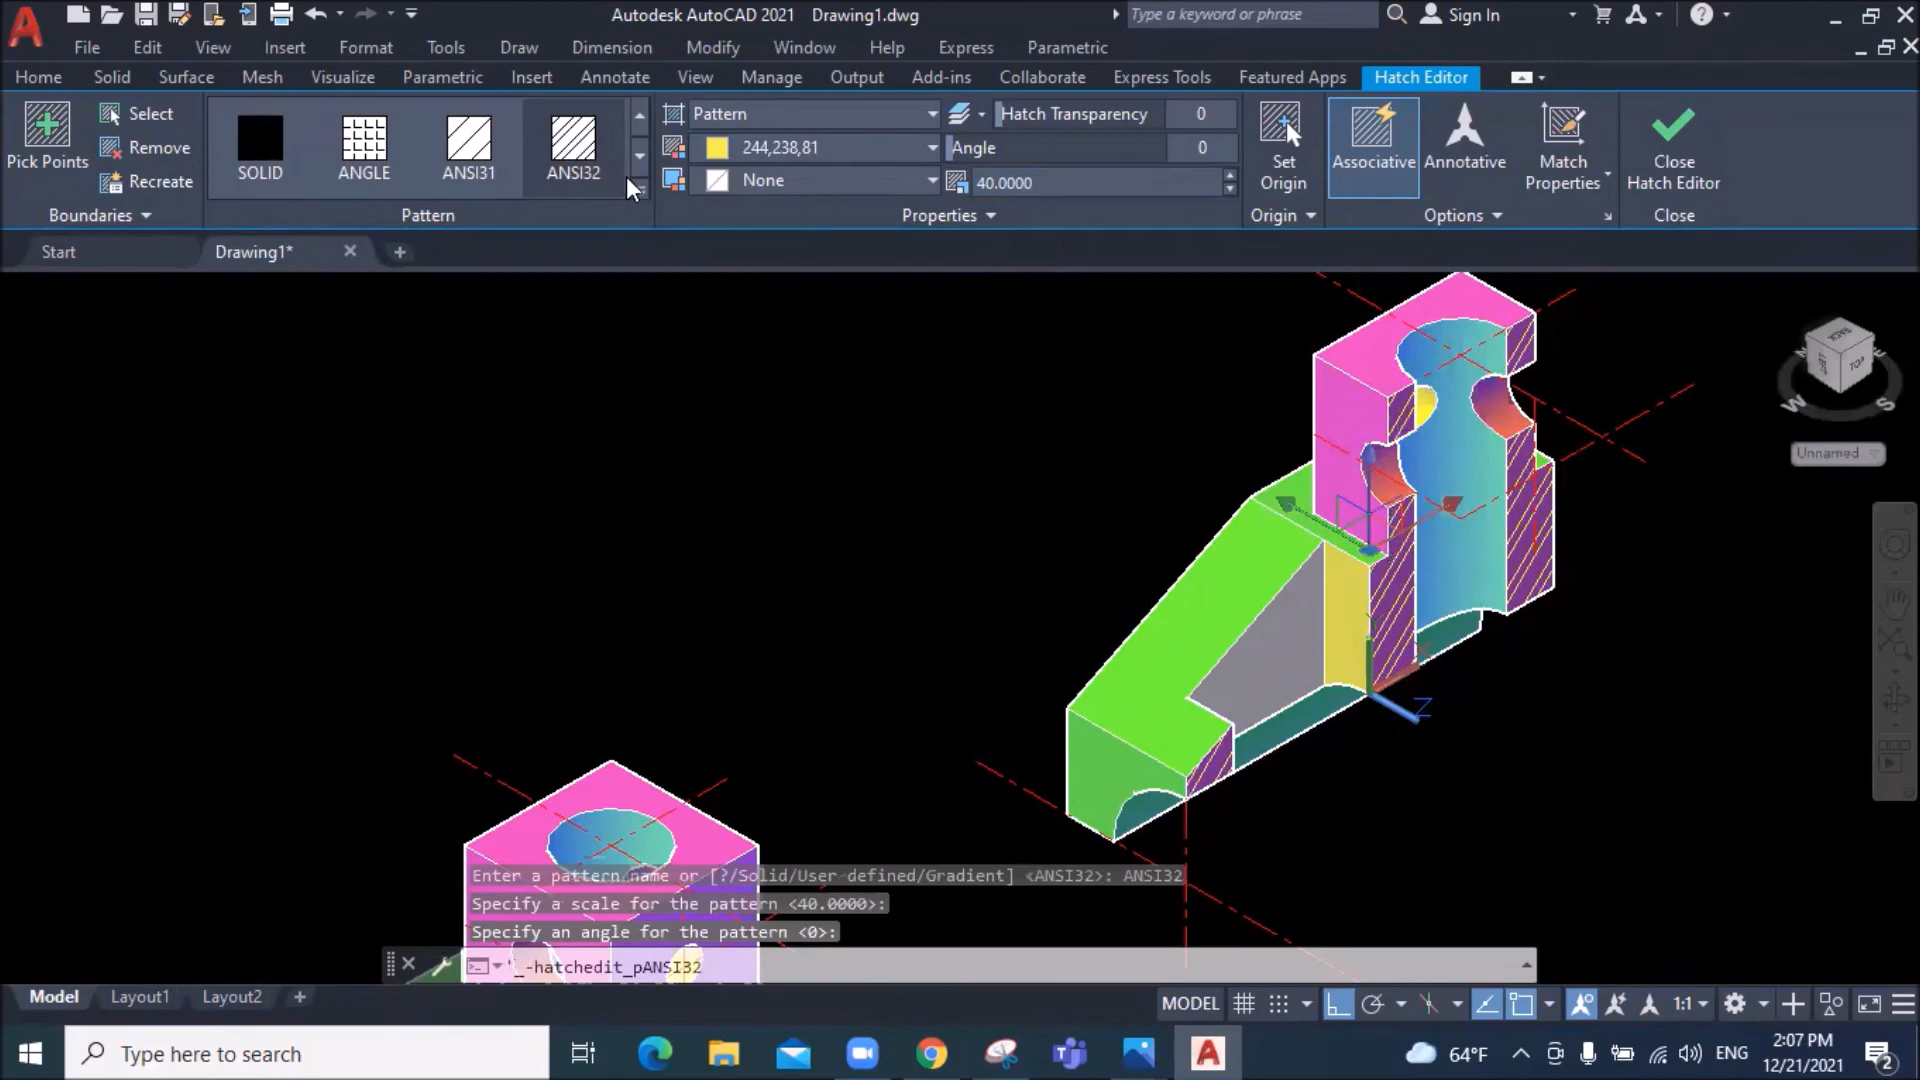 Autodesk AutoCAD 2021 Drawing1.dwg
Type a keyword or phrase
Sign In
File Edit View Insert Format Tools Draw Dimension Modify Window Help Express Parametric
Home Solid Surface Mesh Visualize Parametric Insert Annotate View Manage Output Add-ins Collaborate Express Tools Featured Apps Hatch Editor
Pick Points
Select
Remove
Recreate
Boundaries
SOLID
ANGLE
ANSI31
ANSI32
Pattern
Pattern
244,238,81
None
Hatch Transparency 0
Angle 0
40.0000
Properties
Set
Origin
Origin
Associative
Annotative
Match
Properties
Options
Close
Hatch Editor
Close
Start
Drawing1*
TOP
W
S
Unnamed
Z
Enter a pattern name or [?/Solid/User defined/Gradient] <ANSI32>: ANSI32
Specify a scale for the pattern <40.0000>:
Specify an angle for the pattern <0>:
'_-hatchedit_pANSI32
Model Layout1 Layout2
MODEL
1:1
Type here to search
64°F
ENG
2:07 PM
12/21/2021
2